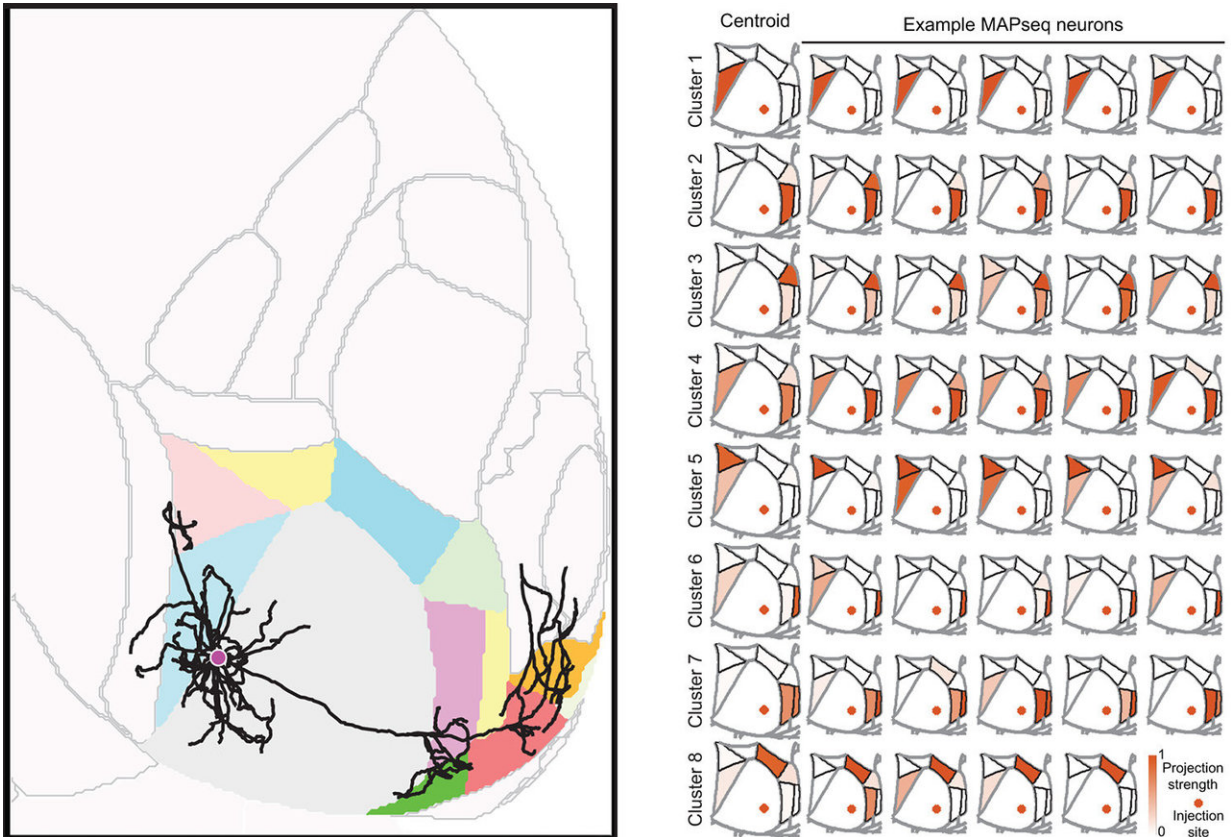 Centroid
Example MAPseq neurons
Cluster 1
Cluster 2
Cluster 3
Cluster 4
Cluster 5
Cluster 6
Cluster 7
Cluster 8
1
Projection
strength
0
Injection
site